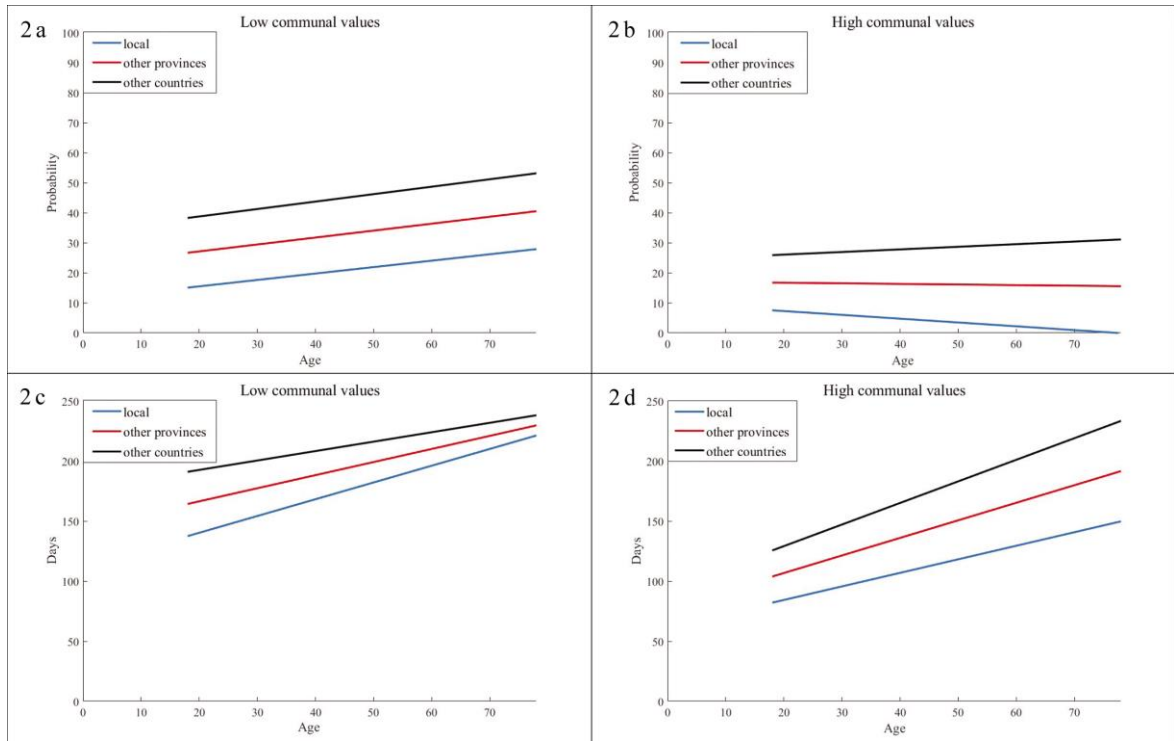 2 a
Low communal values
local
other provinces
other countries
Probability
100
90
80
70
60
50
40
30
20
10
0
0 10 20 30 40 50 60 70
Age
2 b
High communal values
local
other provinces
other countries
Probability
100
90
80
70
60
50
40
30
20
10
0
0 10 20 30 40 50 60 70
Age
2 c
Low communal values
local
other provinces
other countries
Days
250
200
150
100
50
0
0 10 20 30 40 50 60 70
Age
2 d
High communal values
local
other provinces
other countries
Days
250
200
150
100
50
0
0 10 20 30 40 50 60 70
Age